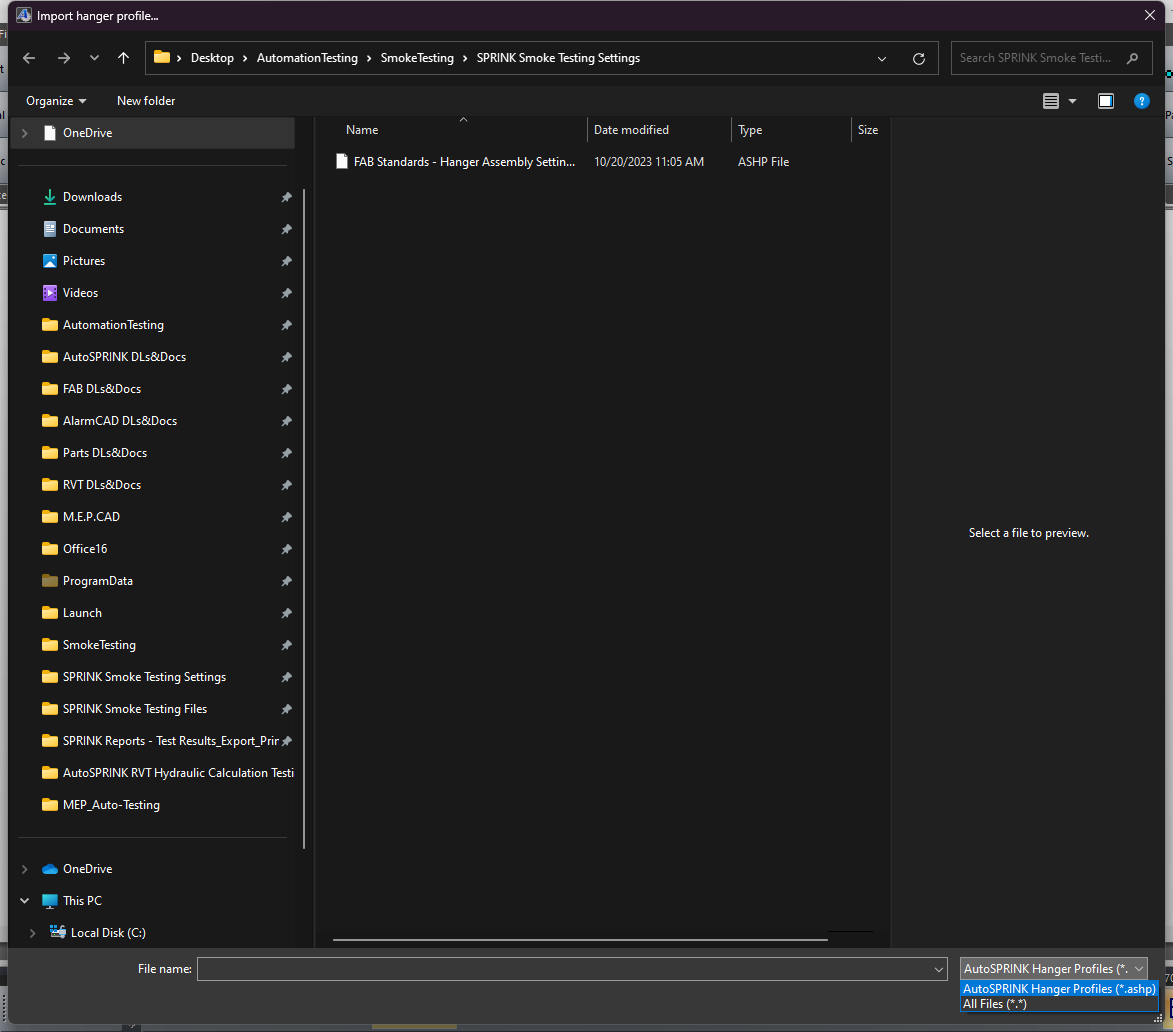 Import hanger profile...
Desktop > AutomationTesting > SmokeTesting > SPRINK Smoke Testing Settings
Search SPRINK Smoke Testi...
Organize
New folder
?
OneDrive
Name
Date modified
Type
Size
FAB Standards - Hanger Assembly Settin...
10/20/2023 11:05 AM
ASHP File
Downloads
Documents
Pictures
Videos
AutomationTesting
AutoSPRINK DLs&Docs
FAB DLs&Docs
AlarmCAD DLs&Docs
Parts DLs&Docs
RVT DLs&Docs
M.E.P.CAD
Office16
ProgramData
Launch
SmokeTesting
SPRINK Smoke Testing Settings
SPRINK Smoke Testing Files
SPRINK Reports - Test Results_Export_Prir
AutoSPRINK RVT Hydraulic Calculation Testi
MEP_Auto-Testing
Select a file to preview.
OneDrive
This PC
Local Disk (C:)
File name:
AutoSPRINK Hanger Profiles (*.
AutoSPRINK Hanger Profiles (*.ashp)
All Files (*.*)